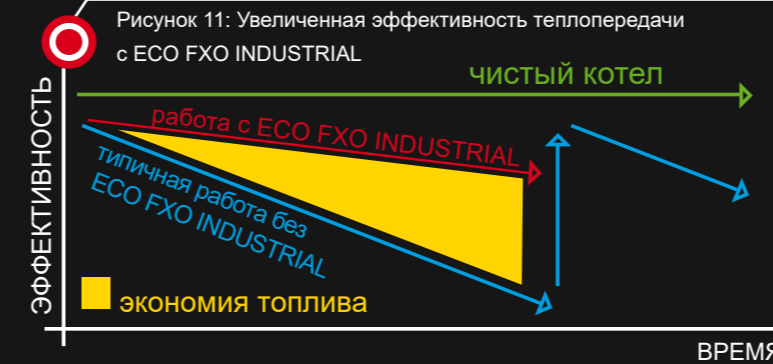 Рисунок 11: Увеличенная эффективность теплопередачи
с ECO FXO INDUSTRIAL
чистый котел
работа с ECO FXO INDUSTRIAL
типичная работа без
ECO FXO INDUSTRIAL
экономия топлива
ЭФФЕКТИВНОСТЬ
ВРЕМЯ